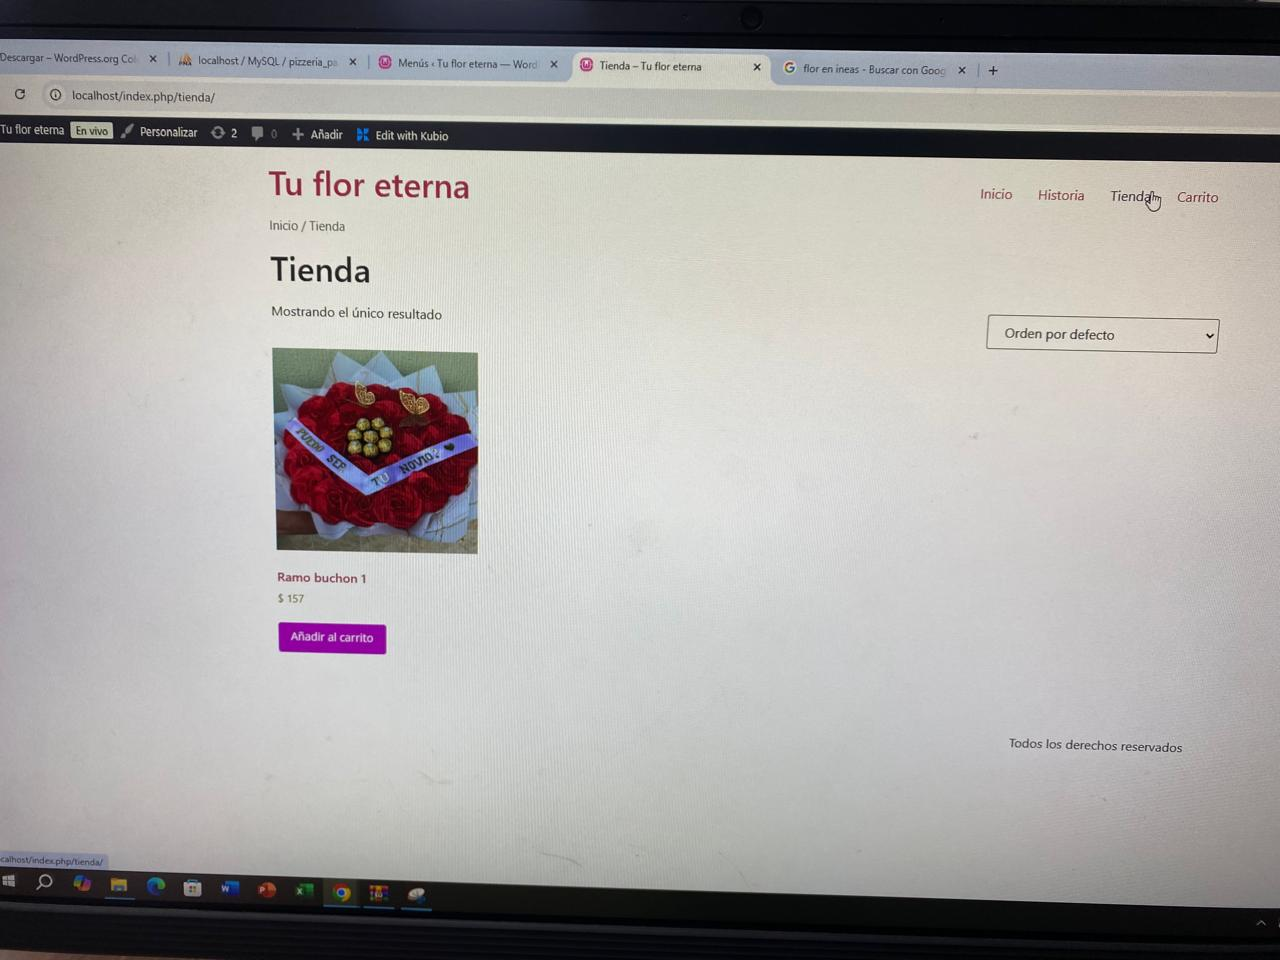 Descargar – WordPress.org Col
localhost / MySQL / pizzeria_pa
Menús ‹ Tu flor eterna — Word
Tienda – Tu flor eterna
flor en ineas - Buscar con Goog
localhost/index.php/tienda/
Tu flor eterna En vivo Personalizar 2 0 Añadir Edit with Kubio
Tu flor eterna
Inicio Historia Tienda Carrito
Inicio / Tienda
Tienda
Mostrando el único resultado
Orden por defecto
PUEDO SER TU NOVIO?
Ramo buchon 1
$ 157
Añadir al carrito
Todos los derechos reservados
calhost/index.php/tienda/